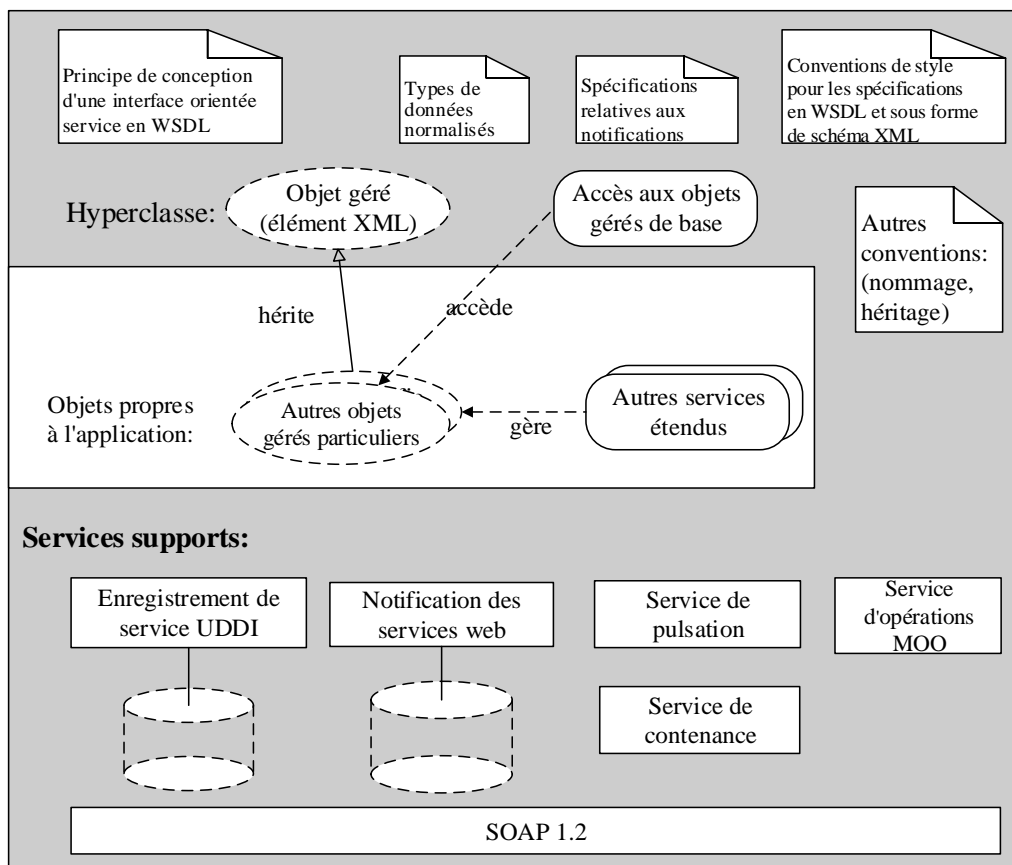 Principe de conception
d'une interface orientée
service en WSDL
Types de
données
normalisés
Spécifications
relatives aux
notifications
Conventions de style
pour les spécifications
en WSDL et sous forme
de schéma XML
Hyperclasse:
Objet géré
(élément XML)
Accès aux objets
gérés de base
Autres
conventions:
(nommage,
héritage)
hérite
accède
Objets propres
à l'application:
Autres objets
gérés particuliers
gère
Autres services
étendus
Services supports:
Enregistrement de
service UDDI
Notification des
services web
Service de
pulsation
Service
d'opérations
MOO
Service de
contenance
SOAP 1.2